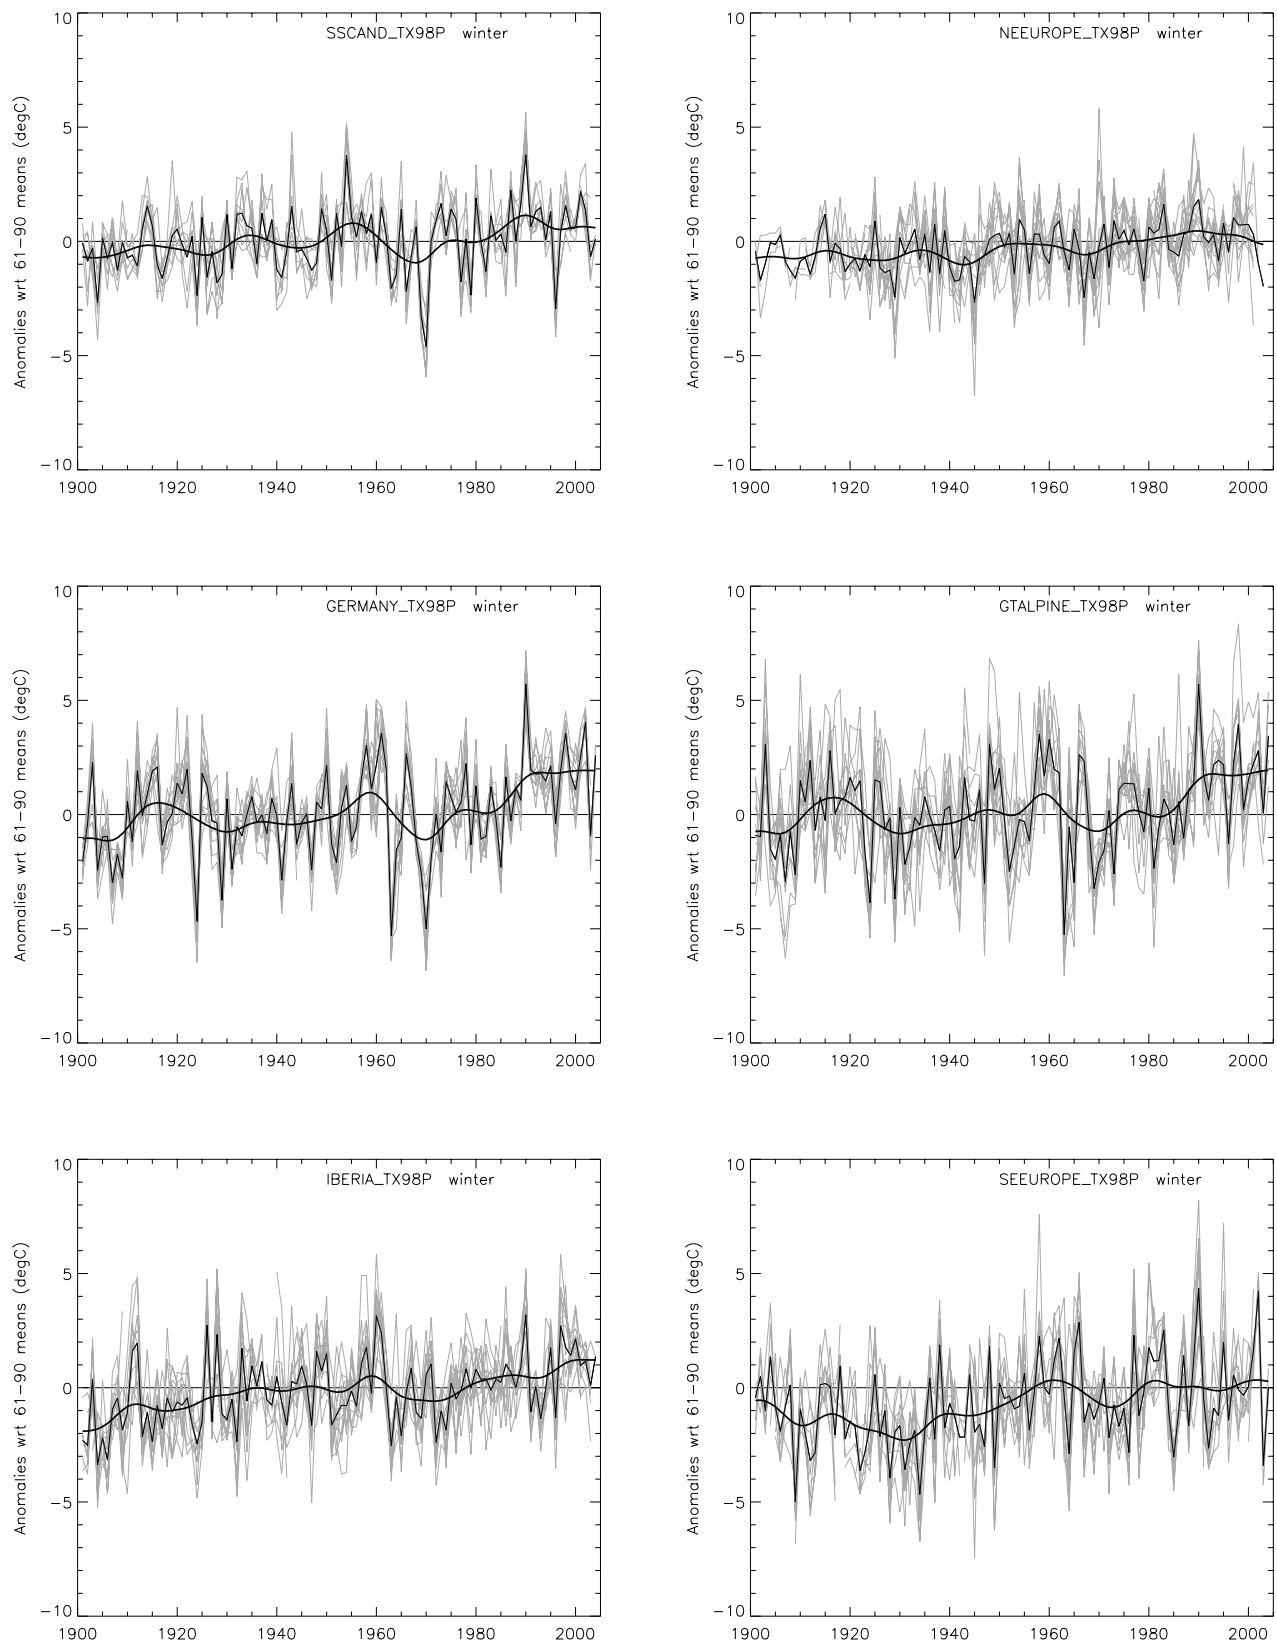 SSCAND_TX98P winter
10
5
0
−5
−10
Anomalies wrt 61−90 means (degC)
1900 1920 1940 1960 1980 2000
NEEUROPE_TX98P winter
10
5
0
−5
−10
Anomalies wrt 61−90 means (degC)
1900 1920 1940 1960 1980 2000
GERMANY_TX98P winter
10
5
0
−5
−10
Anomalies wrt 61−90 means (degC)
1900 1920 1940 1960 1980 2000
GTALPINE_TX98P winter
10
5
0
−5
−10
Anomalies wrt 61−90 means (degC)
1900 1920 1940 1960 1980 2000
IBERIA_TX98P winter
10
5
0
−5
−10
Anomalies wrt 61−90 means (degC)
1900 1920 1940 1960 1980 2000
SEEUROPE_TX98P winter
10
5
0
−5
−10
Anomalies wrt 61−90 means (degC)
1900 1920 1940 1960 1980 2000